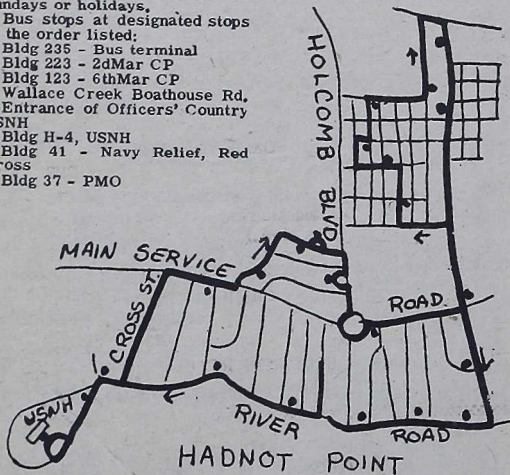 ndays or holidays.
Bus stops at designated stops
the order listed:
Bldg 235 - Bus terminal
Bldg 223 - 2dMar CP
Bldg 123 - 6thMar CP
Wallace Creek Boathouse Rd.
Entrance of Officers' Country
SNH
Bldg H-4, USNH
Bldg 41 - Navy Relief, Red
ross
Bldg 37 - PMO
HOLCOMB BLVD
MAIN SERVICE
ROAD
CROSS ST.
USNH
RIVER
ROAD
HADNOT POINT